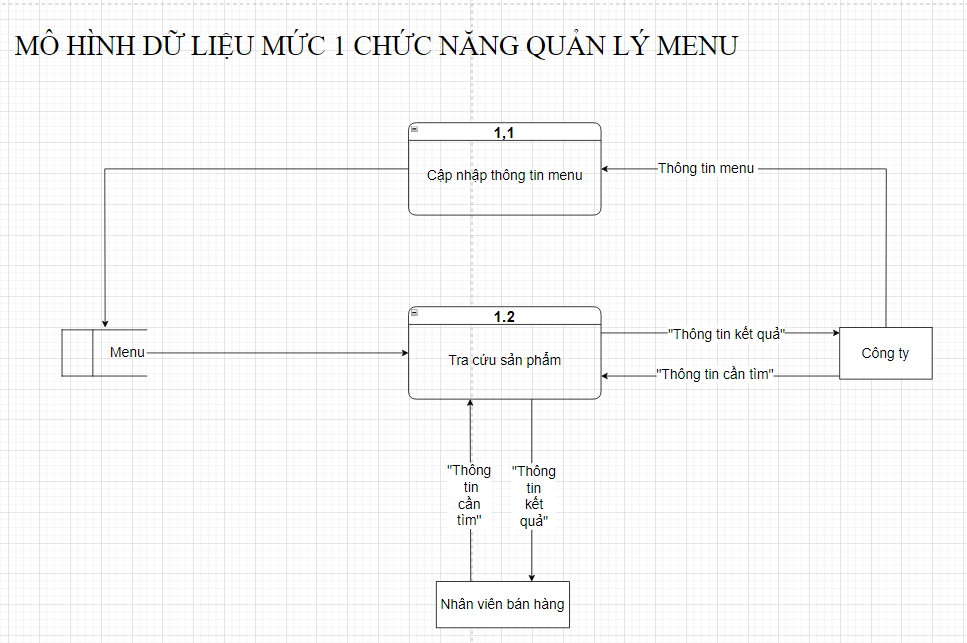 MÔ HÌNH DỮ LIỆU MỨC 1 CHỨC NĂNG QUẢN LÝ MENU
1,1
Cập nhập thông tin menu
Thông tin menu
1.2
Tra cứu sản phẩm
"Thông tin kết quả"
"Thông tin cần tìm"
Menu
Công ty
"Thông
tin
cần
tìm"
"Thông
tin
kết
quả"
Nhân viên bán hàng